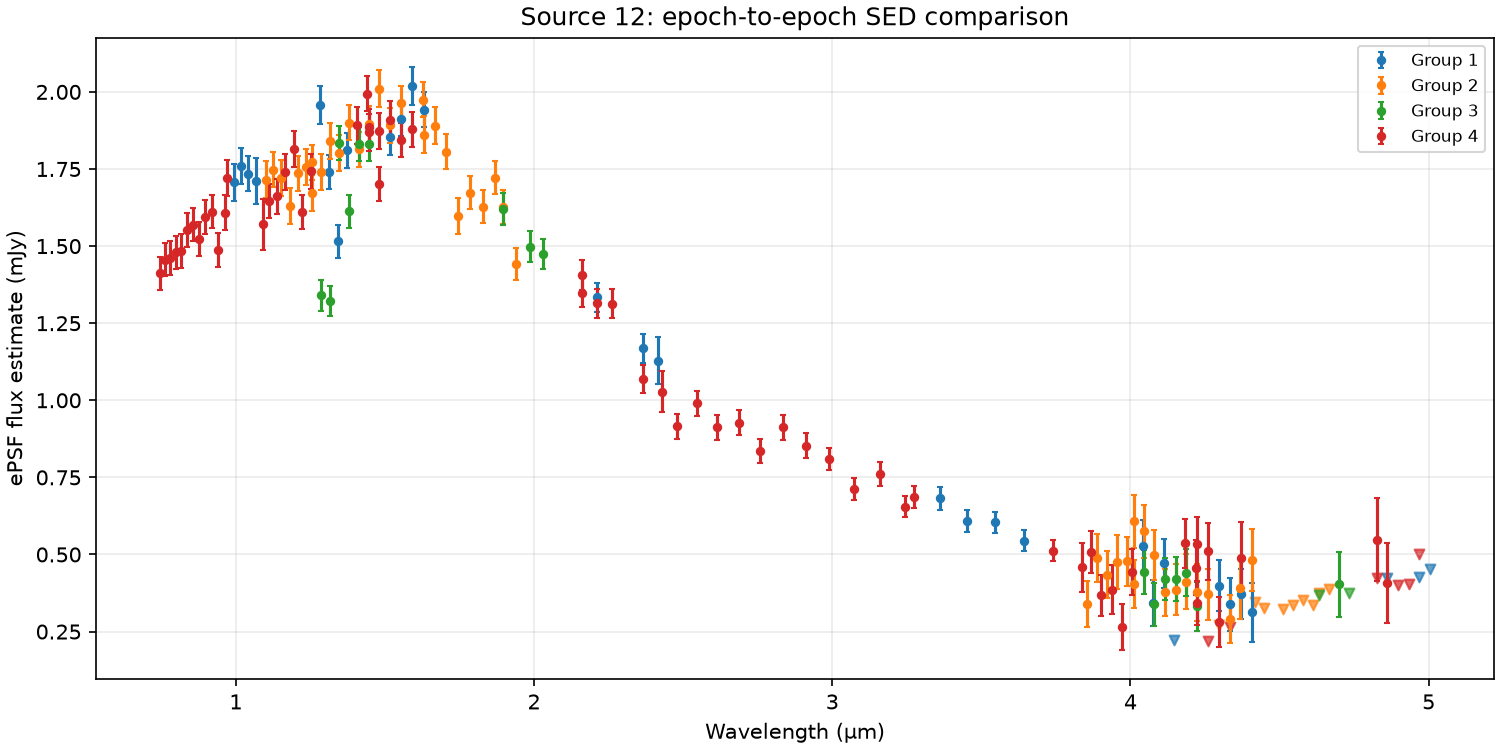 Source 12: epoch-to-epoch SED comparison
ePSF flux estimate (mJy)
2.00
1.75
1.50
1.25
1.00
0.75
0.50
0.25
Group 1
Group 2
Group 3
Group 4
1
2
3
4
5
Wavelength (µm)